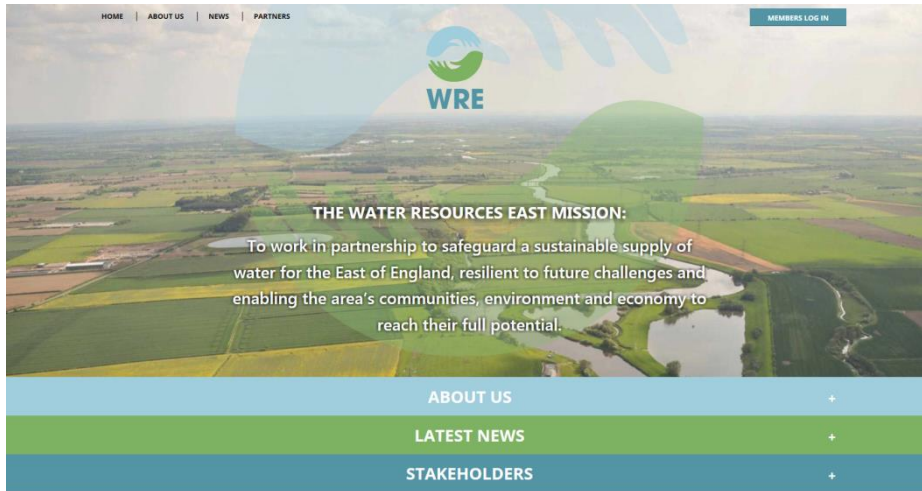 HOME | ABOUT US | NEWS | PARTNERS
MEMBERS LOG IN
WRE
THE WATER RESOURCES EAST MISSION:
To work in partnership to safeguard a sustainable supply of
water for the East of England, resilient to future challenges and
enabling the area's communities, environment and economy to
reach their full potential.
ABOUT US +
LATEST NEWS +
STAKEHOLDERS +